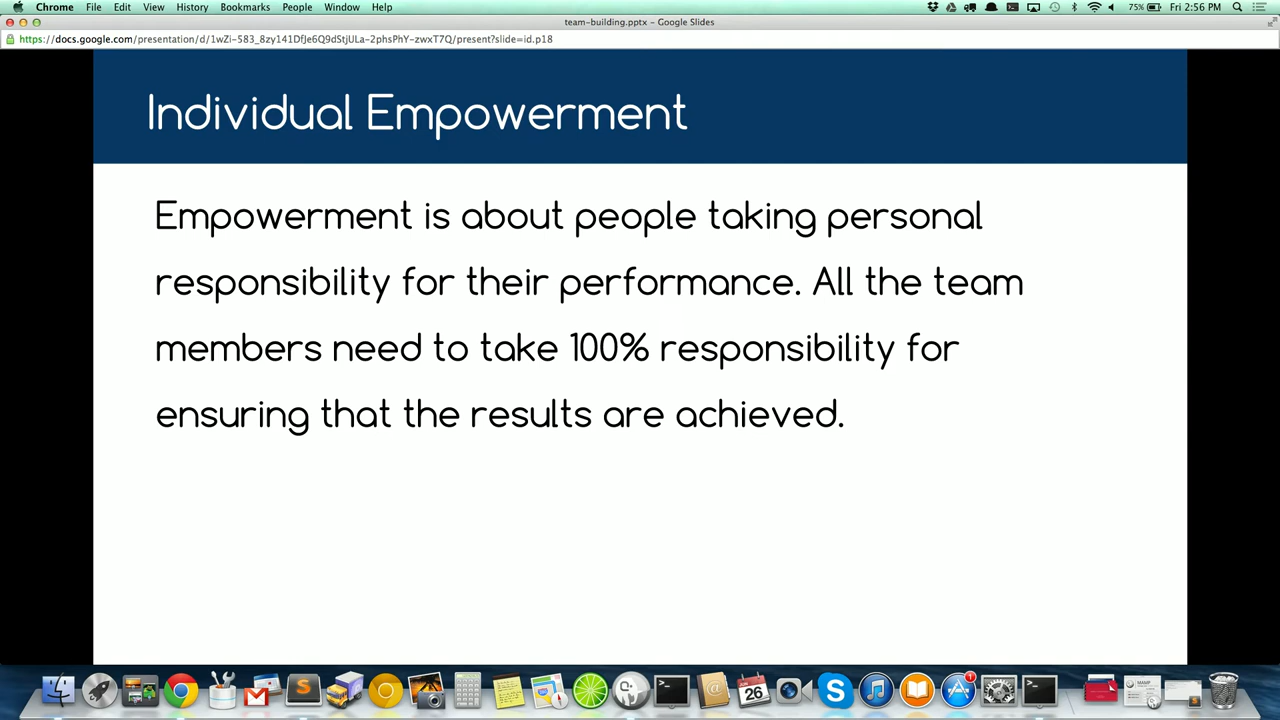 Chrome File Edit View History Bookmarks People Window Help 75% Fri 2:56 PM
team-building.pptx – Google Slides
https://docs.google.com/presentation/d/1wZi-583_8zy141DfJe6Q9dStjULa-2phsPhY-zwxT7Q/present?slide=id.p18
Individual Empowerment
Empowerment is about people taking personal
responsibility for their performance. All the team
members need to take 100% responsibility for
ensuring that the results are achieved.
26
1